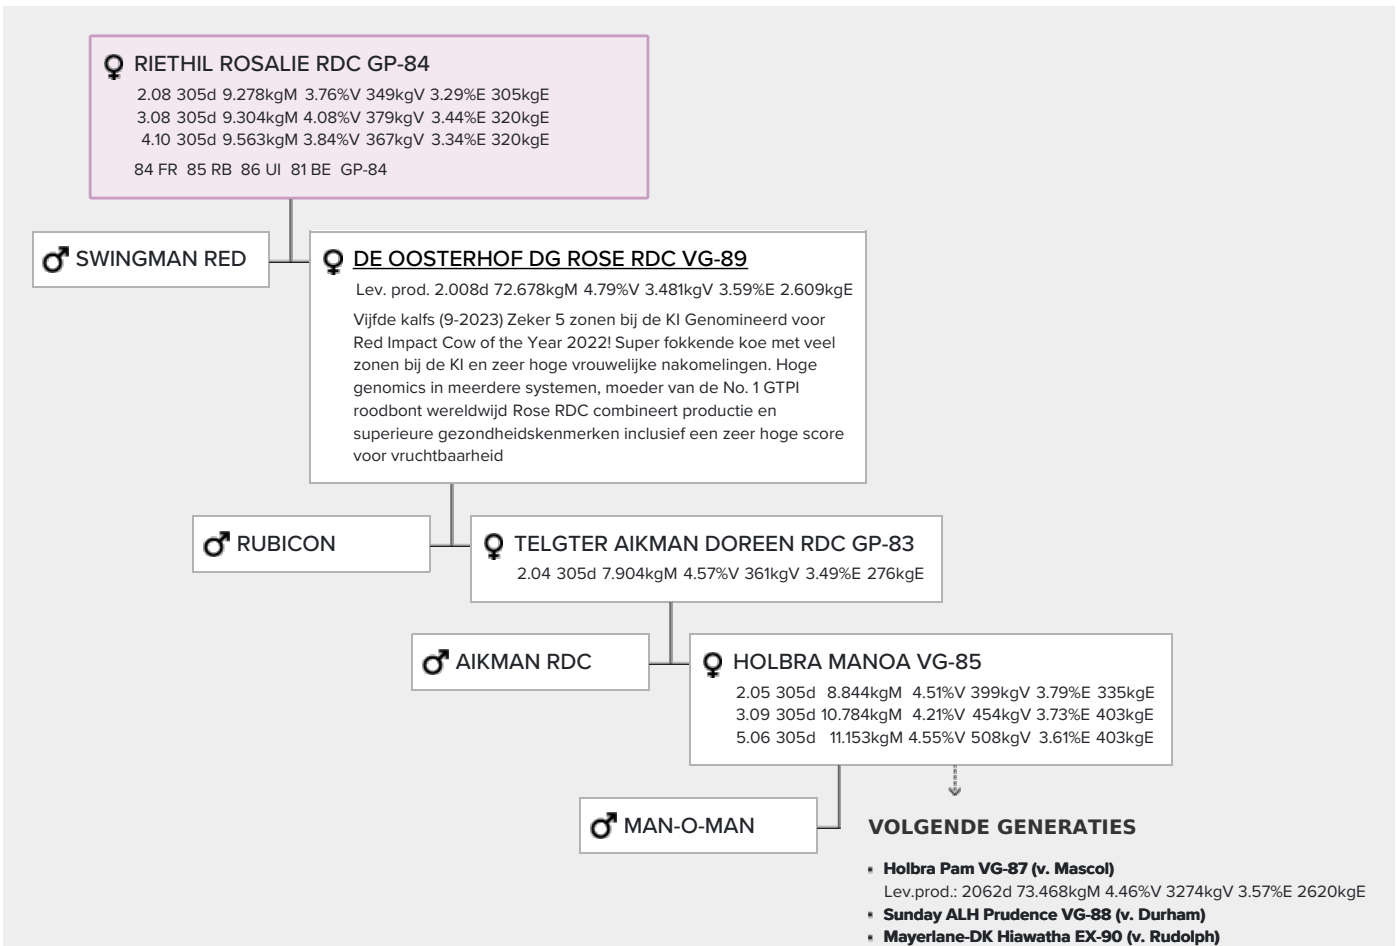 RIETHIL ROSALIE RDC GP-84
2.08 305d 9.278kgM 3.76%V 349kgV 3.29%E 305kgE
3.08 305d 9.304kgM 4.08%V 379kgV 3.44%E 320kgE
4.10 305d 9.563kgM 3.84%V 367kgV 3.34%E 320kgE
84 FR 85 RB 86 UI 81 BE GP-84
SWINGMAN RED
DE OOSTERHOF DG ROSE RDC VG-89
Lev. prod. 2.008d 72.678kgM 4.79%V 3.481kgV 3.59%E 2.609kgE
Vijfde kalfs (9-2023) Zeker 5 zonen bij de KI Genomineerd voor
Red Impact Cow of the Year 2022! Super fokkende koe met veel
zonen bij de KI en zeer hoge vrouwelijke nakomelingen. Hoge
genomics in meerdere systemen, moeder van de No. 1 GTPI
roodbont wereldwijd Rose RDC combineert productie en
superieure gezondheidskenmerken inclusief een zeer hoge score
voor vruchtbaarheid
RUBICON
TELGTER AIKMAN DOREEN RDC GP-83
2.04 305d 7.904kgM 4.57%V 361kgV 3.49%E 276kgE
AIKMAN RDC
HOLBRA MANOA VG-85
2.05 305d 8.844kgM 4.51%V 399kgV 3.79%E 335kgE
3.09 305d 10.784kgM 4.21%V 454kgV 3.73%E 403kgE
5.06 305d 11.153kgM 4.55%V 508kgV 3.61%E 403kgE
MAN-O-MAN
VOLGENDE GENERATIES
▪ Holbra Pam VG-87 (v. Mascol)
Lev.prod.: 2062d 73.468kgM 4.46%V 3274kgV 3.57%E 2620kgE
▪ Sunday ALH Prudence VG-88 (v. Durham)
▪ Mayerlane-DK Hiawatha EX-90 (v. Rudolph)